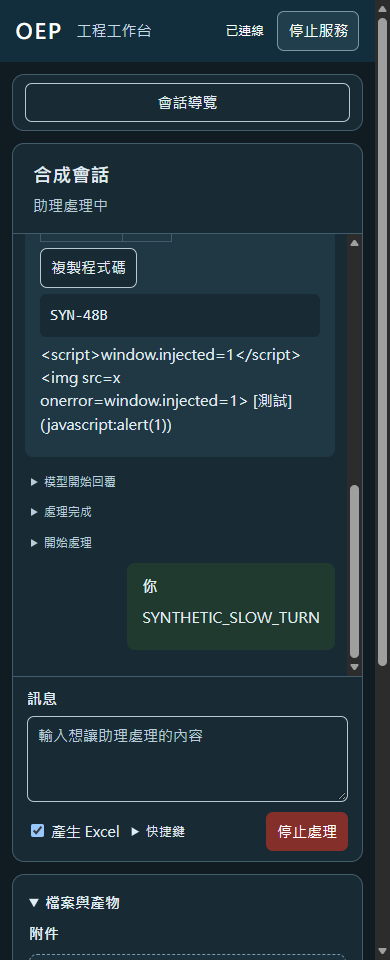 OEP 工程工作台 已連線 停止服務
會話導覽
合成會話
助理處理中
複製程式碼
SYN-48B
<script>window.injected=1</script>
<img src=x
onerror=window.injected=1> [測試]
(javascript:alert(1))
▶ 模型開始回覆
▶ 處理完成
▶ 開始處理
你
SYNTHETIC_SLOW_TURN
訊息
輸入想讓助理處理的內容
產生 Excel ▶ 快捷鍵 停止處理
▼ 檔案與產物
附件